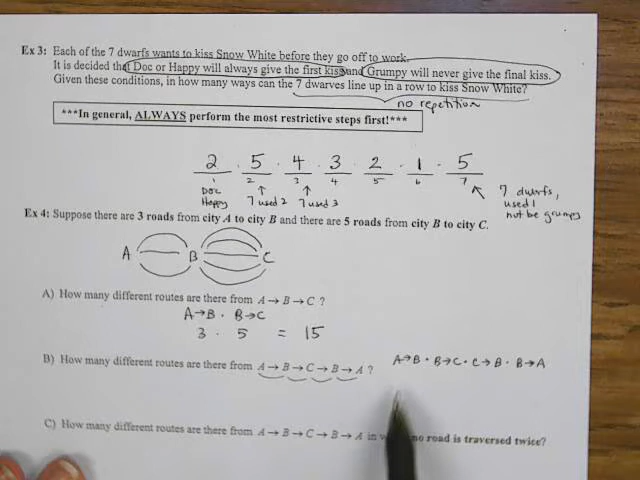 Ex 3: Each of the 7 dwarfs wants to kiss Snow White before they go off to work.
It is decided that Doc or Happy will always give the first kiss and Grumpy will never give the final kiss.
Given these conditions, in how many ways can the 7 dwarves line up in a row to kiss Snow White?
no repetition
***In general, ALWAYS perform the most restrictive steps first!***
2 · 5 · 4 · 3 · 2 · 1 · 5
1 2 3 4 5 6 7
Doc ↑ ↑ 7 dwarfs,
Happy 7 used 2 7 used 3 used 1
not be grumpy
Ex 4: Suppose there are 3 roads from city A to city B and there are 5 roads from city B to city C.
A B C
A) How many different routes are there from A → B → C ?
A→B · B→C
3 · 5 = 15
B) How many different routes are there from A → B → C → B → A ? A→B · B→C · C→B · B→A
C) How many different routes are there from A → B → C → B → A in no road is traversed twice?